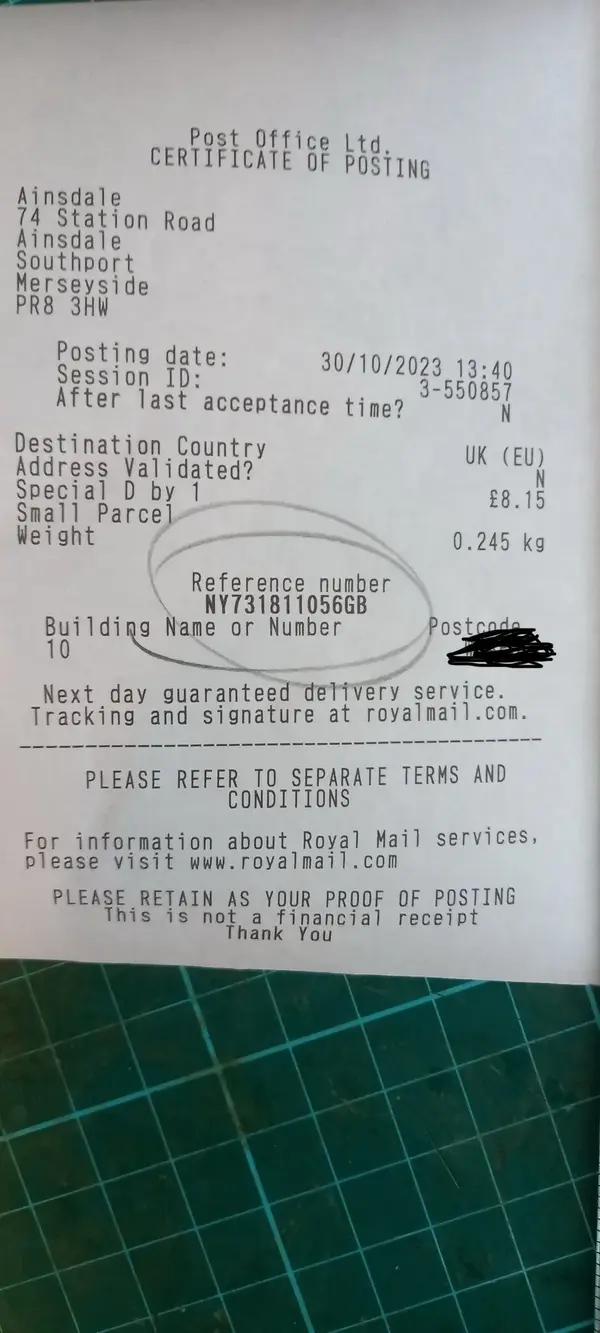 Post Office Ltd.
CERTIFICATE OF POSTING
Ainsdale
74 Station Road
Ainsdale
Southport
Merseyside
PR8 3HW
Posting date: 30/10/2023 13:40
Session ID: 3-550857
After last acceptance time? N
Destination Country UK (EU)
Address Validated? N
Special D by 1 £8.15
Small Parcel
Weight 0.245 kg
Reference number
NY731811056GB
Building Name or Number Postcode
10
Next day guaranteed delivery service.
Tracking and signature at royalmail.com.
PLEASE REFER TO SEPARATE TERMS AND
CONDITIONS
For information about Royal Mail services,
please visit www.royalmail.com
PLEASE RETAIN AS YOUR PROOF OF POSTING
This is not a financial receipt
Thank You